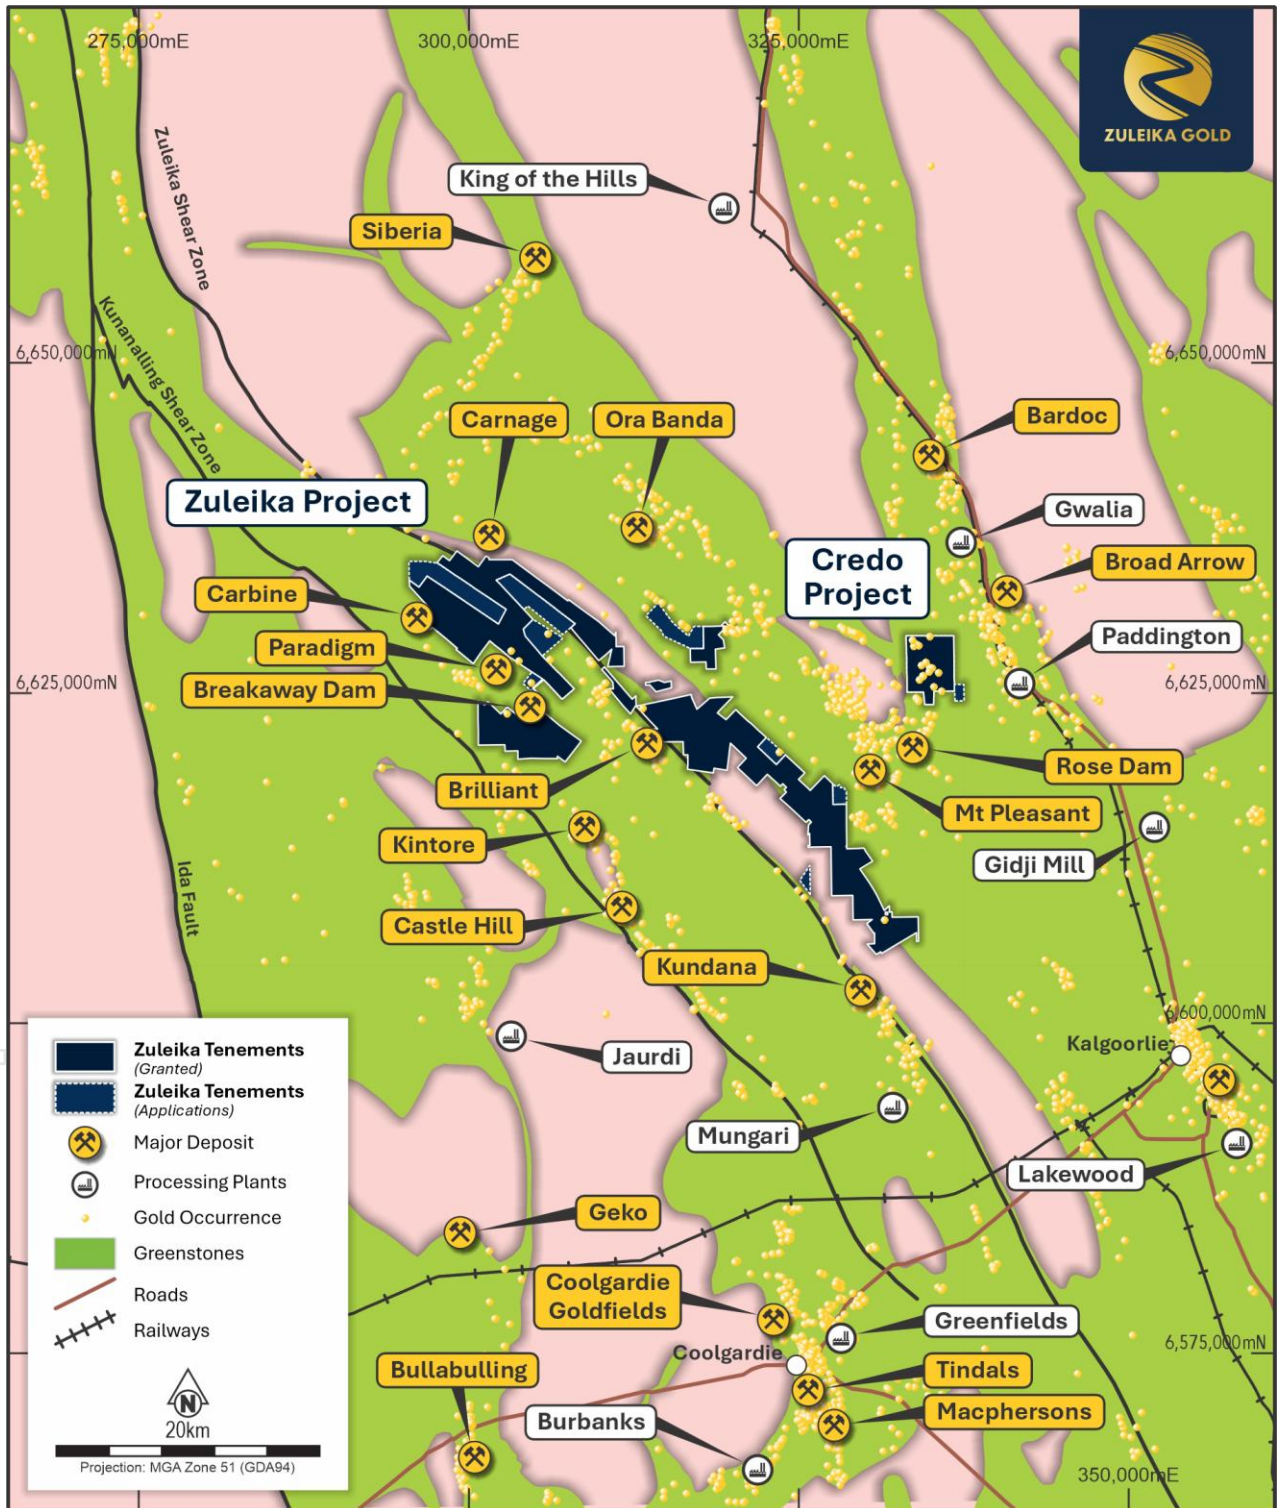 275,000mE
300,000mE
325,000mE
ZULEIKA GOLD
Zuleika Shear Zone
King of the Hills
Siberia
Kunanalling Shear Zone
6,650,000mN
6,650,000mN
Carnage
Ora Banda
Bardoc
Zuleika Project
Gwalia
Credo
Project
Broad Arrow
Carbine
Paddington
Paradigm
Breakaway Dam
6,625,000mN
6,625,000mN
Rose Dam
Brilliant
Mt Pleasant
Kintore
Gidji Mill
Ida Fault
Castle Hill
Kundana
6,600,000mN
Kalgoorlie
Jaurdi
Mungari
Lakewood
Geko
Coolgardie
Goldfields
Greenfields
Coolgardie
6,575,000mN
Bullabulling
Tindals
Macphersons
Burbanks
350,000mE
Zuleika Tenements
(Granted)
Zuleika Tenements
(Applications)
Major Deposit
Processing Plants
Gold Occurrence
Greenstones
Roads
Railways
N
20km
Projection: MGA Zone 51 (GDA94)